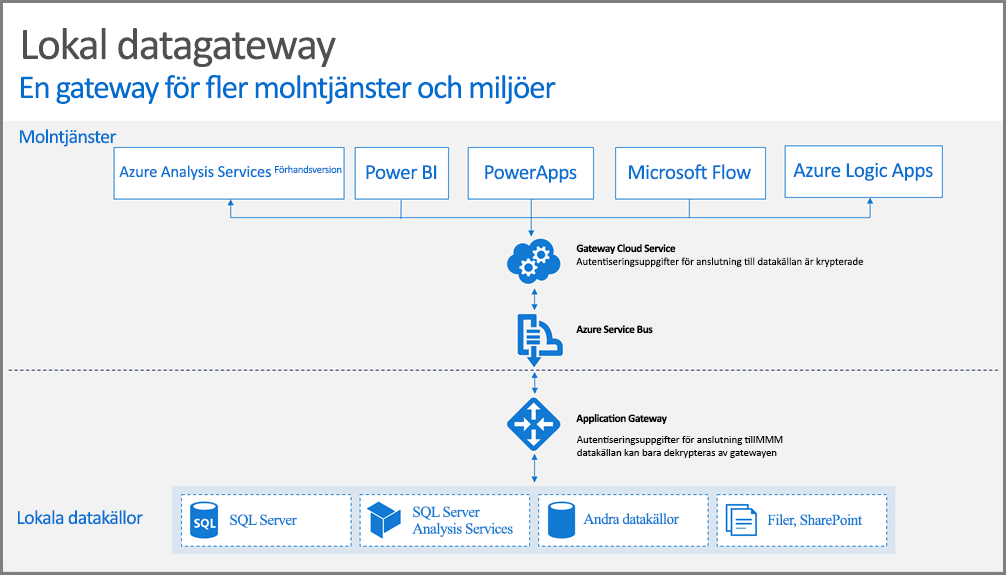 Lokal datagateway
En gateway för fler molntjänster och miljöer
Molntjänster
Azure Analysis Services Förhandsversion
Power BI
PowerApps
Microsoft Flow
Azure Logic Apps
Gateway Cloud Service
Autentiseringsuppgifter för anslutning till datakällan är krypterade
Azure Service Bus
Application Gateway
Autentiseringsuppgifter för anslutning tillMMM
datakällan kan bara dekrypteras av gatewayen
Lokala datakällor
SQL
SQL Server
SQL Server
Analysis Services
Andra datakällor
Filer, SharePoint